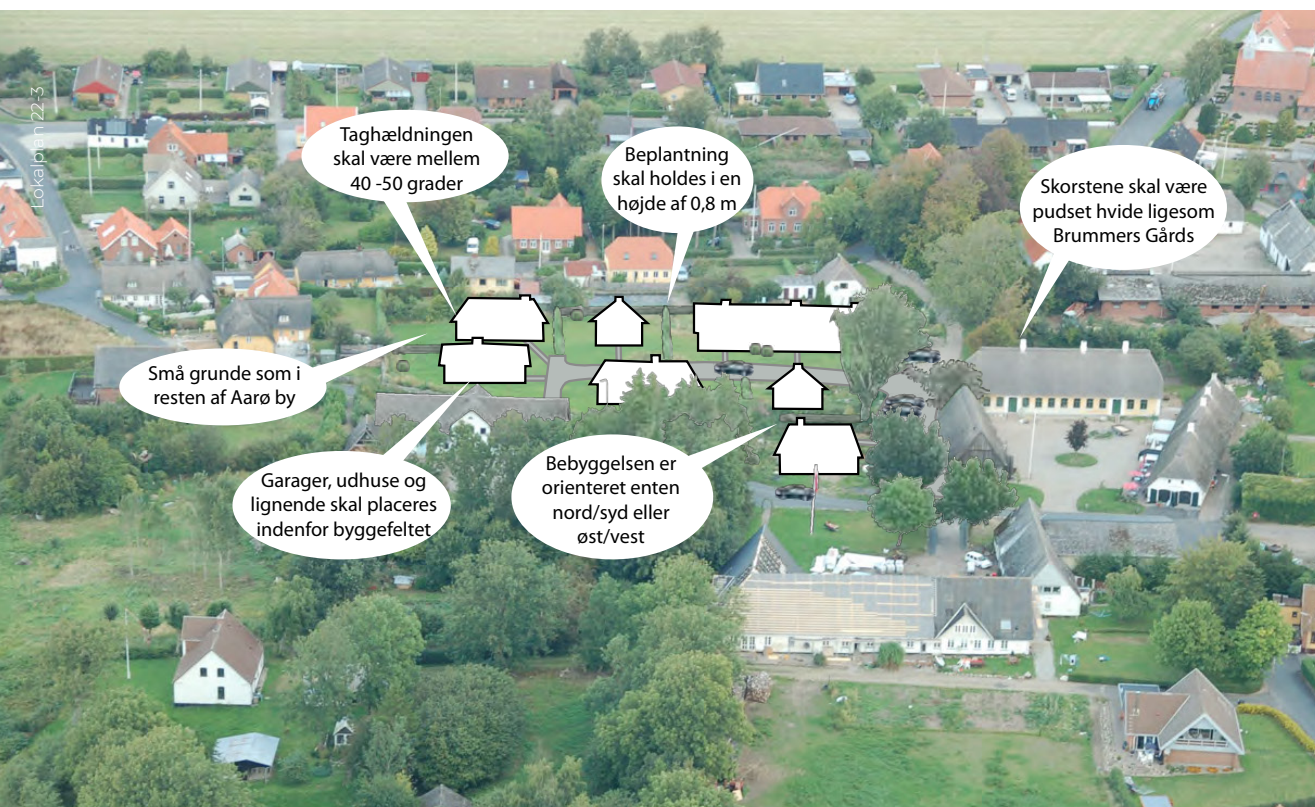 Lokalplan 22-3
Taghældningen
skal være mellem
40 -50 grader
Beplantning
skal holdes i en
højde af 0,8 m
Skorstene skal være
pudset hvide ligesom
Brummers Gårds
Små grunde som i
resten af Aarø by
Garager, udhuse og
lignende skal placeres
indenfor byggefeltet
Bebyggelsen er
orienteret enten
nord/syd eller
øst/vest